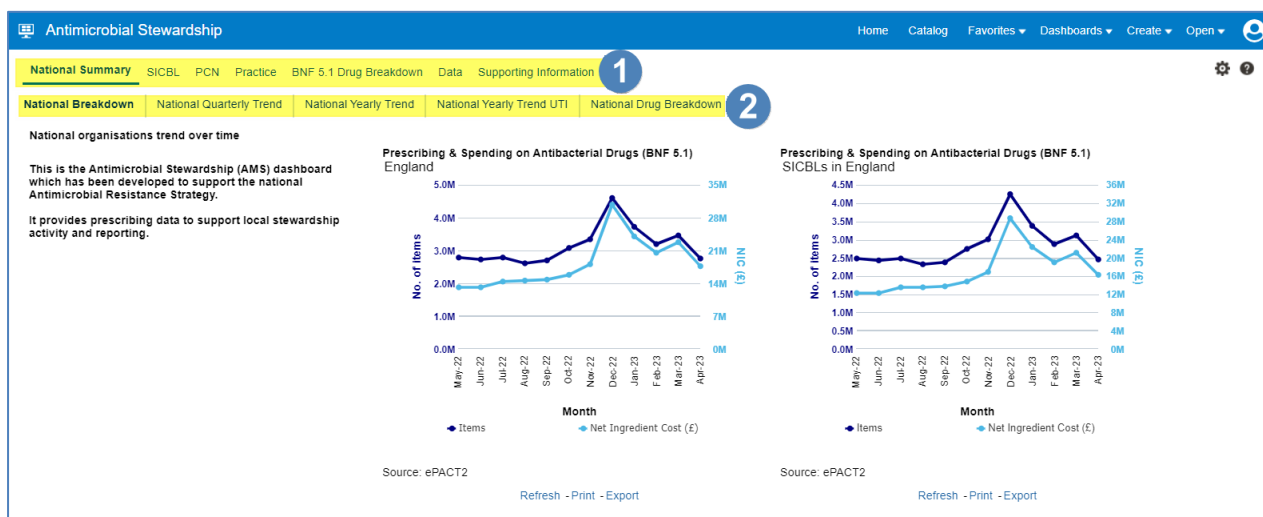 Antimicrobial Stewardship
Home Catalog Favorites Dashboards Create Open
National Summary SICBL PCN Practice BNF 5.1 Drug Breakdown Data Supporting Information
1
National Breakdown National Quarterly Trend National Yearly Trend National Yearly Trend UTI National Drug Breakdown
2
National organisations trend over time
This is the Antimicrobial Stewardship (AMS) dashboard
which has been developed to support the national
Antimicrobial Resistance Strategy.
It provides prescribing data to support local stewardship
activity and reporting.
Prescribing & Spending on Antibacterial Drugs (BNF 5.1)
England
5.0M
4.0M
3.0M
2.0M
1.0M
0.0M
No. of Items
35M
28M
21M
14M
7M
0M
NIC (£)
May-22
Jun-22
Jul-22
Aug-22
Sep-22
Oct-22
Nov-22
Dec-22
Jan-23
Feb-23
Mar-23
Apr-23
Month
Items Net Ingredient Cost (£)
Source: ePACT2
Refresh - Print - Export
Prescribing & Spending on Antibacterial Drugs (BNF 5.1)
SICBLs in England
4.5M
4.0M
3.5M
3.0M
2.5M
2.0M
1.5M
1.0M
0.5M
0.0M
No. of Items
36M
32M
28M
24M
20M
16M
12M
8M
4M
0M
NIC (£)
May-22
Jun-22
Jul-22
Aug-22
Sep-22
Oct-22
Nov-22
Dec-22
Jan-23
Feb-23
Mar-23
Apr-23
Month
Items Net Ingredient Cost (£)
Source: ePACT2
Refresh - Print - Export